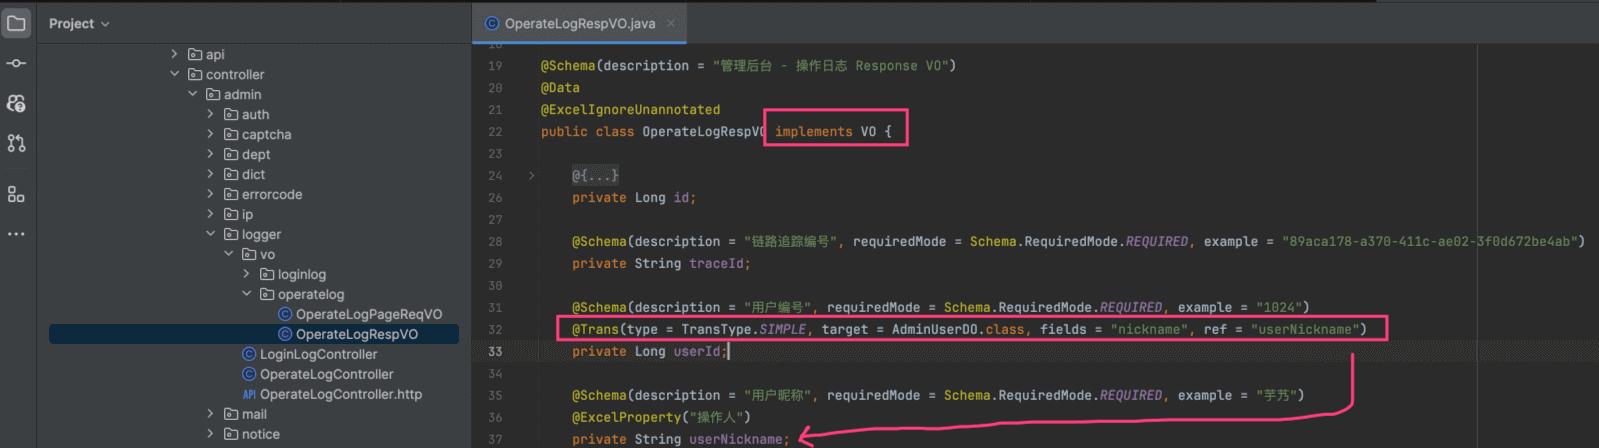 Project
OperateLogRespVO.java
api
controller
admin
auth
captcha
dept
dict
errorcode
ip
logger
vo
loginlog
operatelog
OperateLogPageReqVO
OperateLogRespVO
LoginLogController
OperateLogController
API OperateLogController.http
mail
notice
18
19 @Schema(description = "管理后台 - 操作日志 Response VO")
20 @Data
21 @ExcelIgnoreUnannotated
22 public class OperateLogRespVO implements VO {
23
24 @{...}
26 private Long id;
27
28 @Schema(description = "链路追踪编号", requiredMode = Schema.RequiredMode.REQUIRED, example = "89aca178-a370-411c-ae02-3f0d672be4ab")
29 private String traceId;
30
31 @Schema(description = "用户编号", requiredMode = Schema.RequiredMode.REQUIRED, example = "1024")
32 @Trans(type = TransType.SIMPLE, target = AdminUserDO.class, fields = "nickname", ref = "userNickname")
33 private Long userId;
34
35 @Schema(description = "用户昵称", requiredMode = Schema.RequiredMode.REQUIRED, example = "芋艿")
36 @ExcelProperty("操作人")
37 private String userNickname;